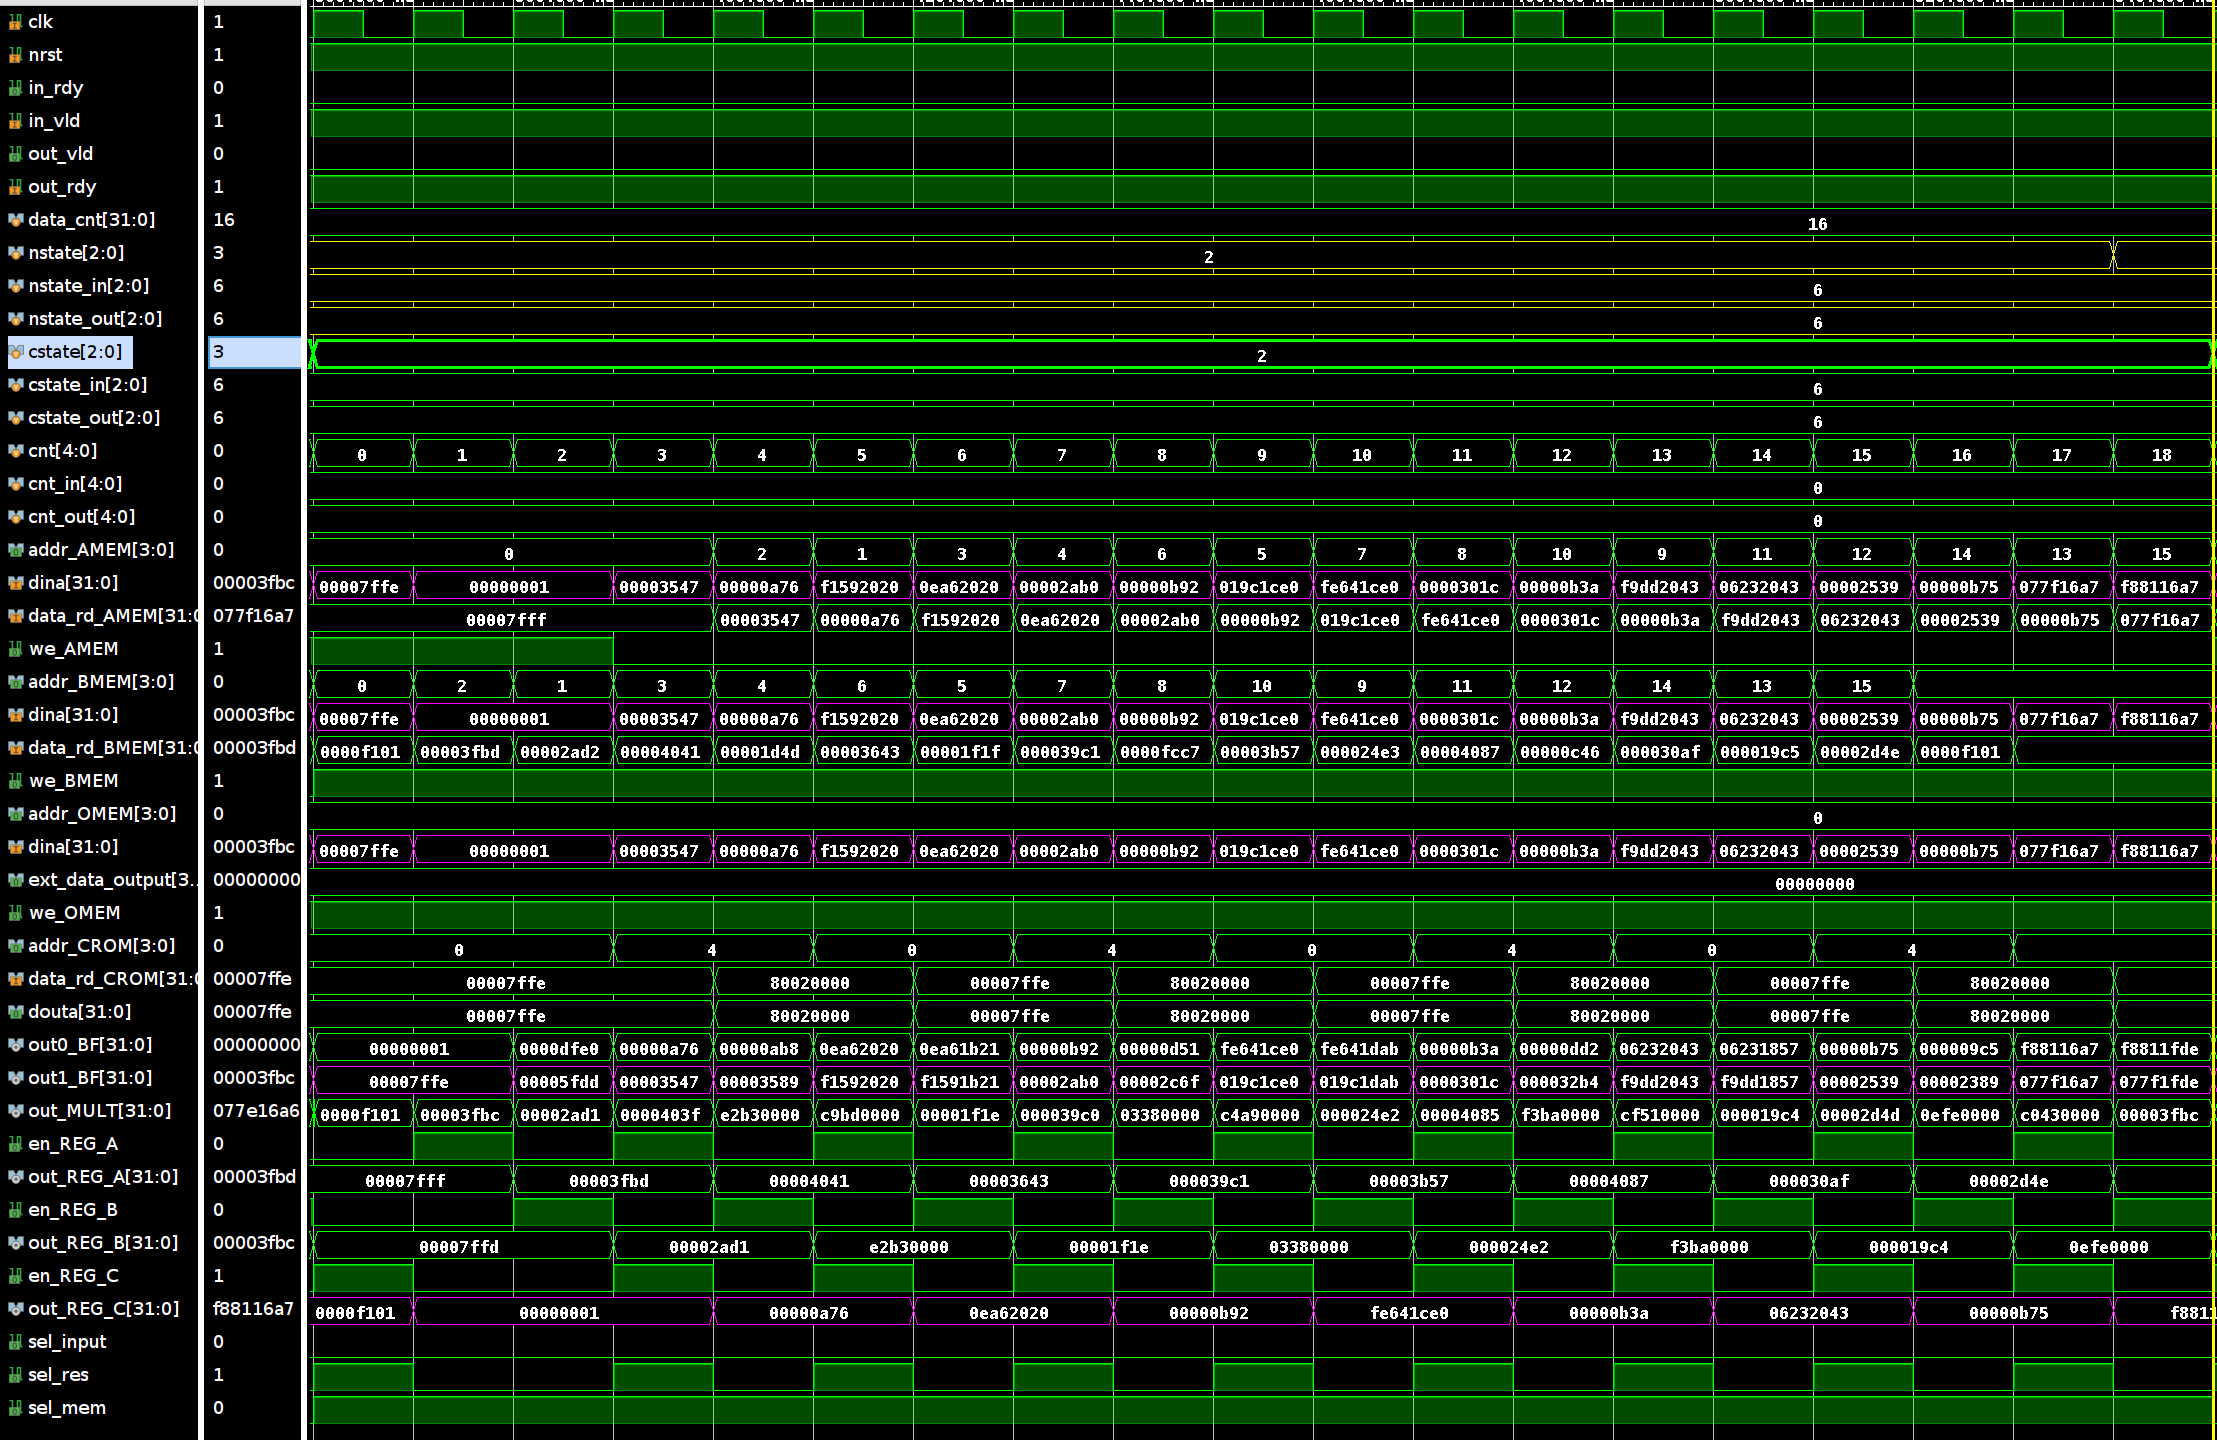 clk 1
nrst 1
in_rdy 0
in_vld 1
out_vld 0
out_rdy 1
data_cnt[31:0] 16 16
nstate[2:0] 3 2
nstate_in[2:0] 6 6
nstate_out[2:0] 6 6
cstate[2:0] 3 2
cstate_in[2:0] 6 6
cstate_out[2:0] 6 6
cnt[4:0] 0 0 1 2 3 4 5 6 7 8 9 10 11 12 13 14 15 16 17 18
cnt_in[4:0] 0 0
cnt_out[4:0] 0 0
addr_AMEM[3:0] 0 0 2 1 3 4 6 5 7 8 10 9 11 12 14 13 15
dina[31:0] 00003fbc 00007ffe 00000001 00003547 00000a76 f1592020 0ea62020 00002ab0 00000b92 019c1ce0 fe641ce0 0000301c 00000b3a f9dd2043 06232043 00002539 00000b75 077f16a7 f88116a7
data_rd_AMEM[31:0 077f16a7 00007fff 00003547 00000a76 f1592020 0ea62020 00002ab0 00000b92 019c1ce0 fe641ce0 0000301c 00000b3a f9dd2043 06232043 00002539 00000b75 077f16a7
we_AMEM 1
addr_BMEM[3:0] 0 0 2 1 3 4 6 5 7 8 10 9 11 12 14 13 15
dina[31:0] 00003fbc 00007ffe 00000001 00003547 00000a76 f1592020 0ea62020 00002ab0 00000b92 019c1ce0 fe641ce0 0000301c 00000b3a f9dd2043 06232043 00002539 00000b75 077f16a7 f88116a7
data_rd_BMEM[31:0 00003fbd 0000f101 00003fbd 00002ad2 00004041 00001d4d 00003643 00001f1f 000039c1 0000fcc7 00003b57 000024e3 00004087 00000c46 000030af 000019c5 00002d4e 0000f101
we_BMEM 1
addr_OMEM[3:0] 0 0
dina[31:0] 00003fbc 00007ffe 00000001 00003547 00000a76 f1592020 0ea62020 00002ab0 00000b92 019c1ce0 fe641ce0 0000301c 00000b3a f9dd2043 06232043 00002539 00000b75 077f16a7 f88116a7
ext_data_output[3... 00000000 00000000
we_OMEM 1
addr_CROM[3:0] 0 0 4 0 4 0 4 0 4
data_rd_CROM[31:0 00007ffe 00007ffe 80020000 00007ffe 80020000 00007ffe 80020000 00007ffe 80020000
douta[31:0] 00007ffe 00007ffe 80020000 00007ffe 80020000 00007ffe 80020000 00007ffe 80020000
out0_BF[31:0] 00000000 00000001 0000dfe0 00000a76 00000ab8 0ea62020 0ea61b21 00000b92 00000d51 fe641ce0 fe641dab 00000b3a 00000dd2 06232043 06231857 00000b75 000009c5 f88116a7 f8811fde
out1_BF[31:0] 00003fbc 00007ffe 00005fdd 00003547 00003589 f1592020 f1591b21 00002ab0 00002c6f 019c1ce0 019c1dab 0000301c 000032b4 f9dd2043 f9dd1857 00002539 00002389 077f16a7 077f1fde
out_MULT[31:0] 077e16a6 0000f101 00003fbc 00002ad1 0000403f e2b30000 c9bd0000 00001f1e 000039c0 03380000 c4a90000 000024e2 00004085 f3ba0000 cf510000 000019c4 00002d4d 0efe0000 c0430000 00003fbc
en_REG_A 0
out_REG_A[31:0] 00003fbd 00007fff 00003fbd 00004041 00003643 000039c1 00003b57 00004087 000030af 00002d4e
en_REG_B 0
out_REG_B[31:0] 00003fbc 00007ffd 00002ad1 e2b30000 00001f1e 03380000 000024e2 f3ba0000 000019c4 0efe0000
en_REG_C 1
out_REG_C[31:0] f88116a7 0000f101 00000001 00000a76 0ea62020 00000b92 fe641ce0 00000b3a 06232043 00000b75 f8811
sel_input 0
sel_res 1
sel_mem 0